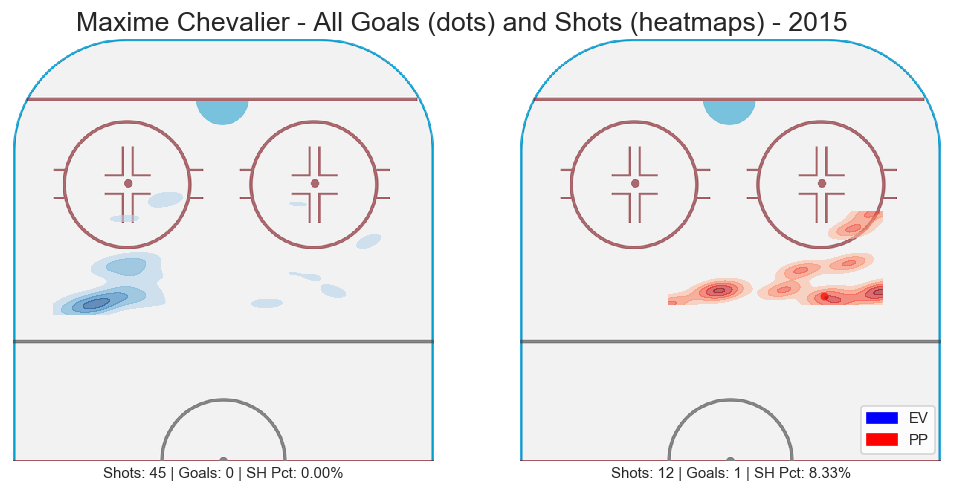 Maxime Chevalier - All Goals (dots) and Shots (heatmaps) - 2015
EV
PP
Shots: 45 | Goals: 0 | SH Pct: 0.00%
Shots: 12 | Goals: 1 | SH Pct: 8.33%